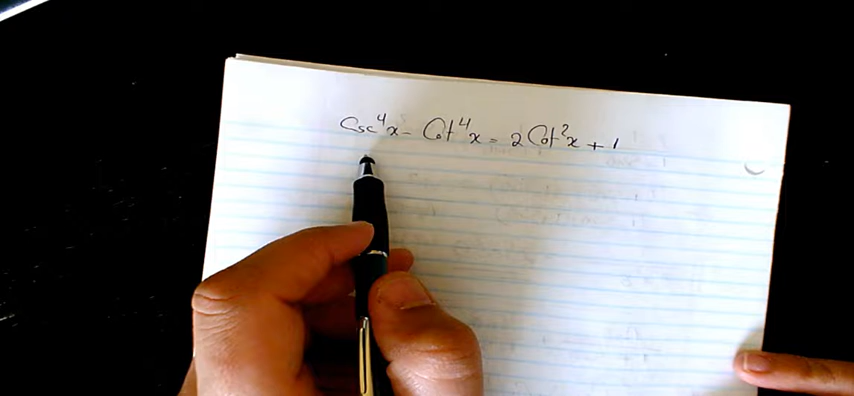 Csc⁴x - Cot⁴x = 2Cot²x + 1